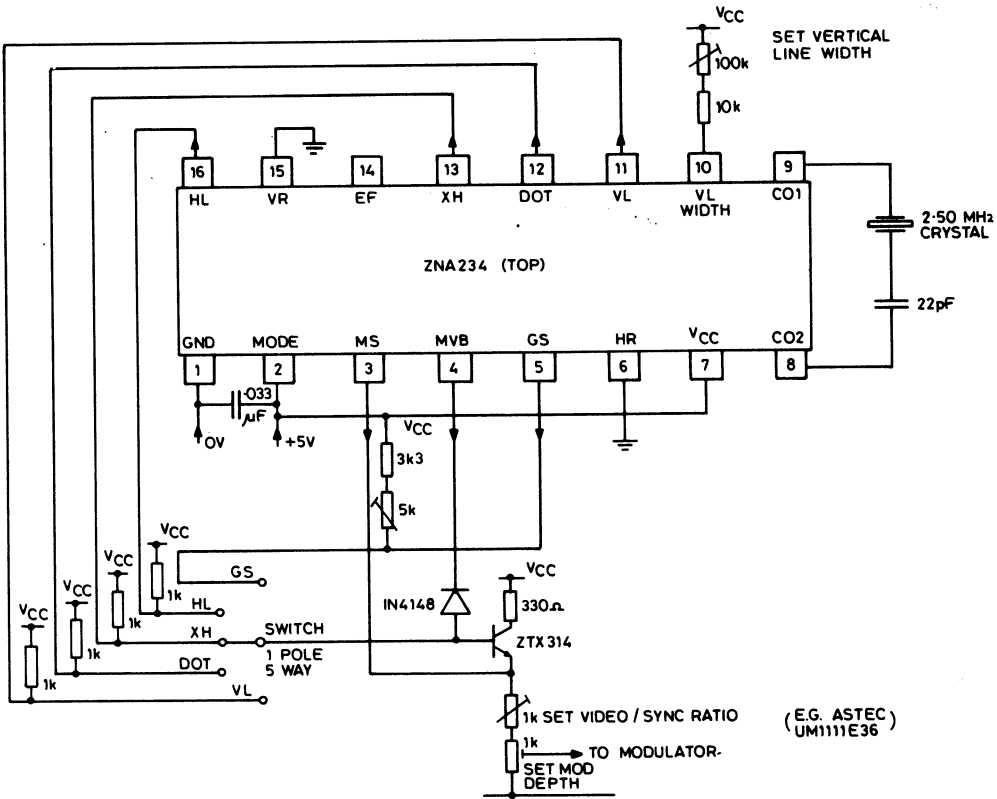 VCC
SET VERTICAL
LINE WIDTH
100k
10k
16
15
14
13
12
11
10
9
HL
VR
EF
XH
DOT
VL
VL
WIDTH
CO1
2·50 MHz
CRYSTAL
ZNA234 (TOP)
22pF
GND
MODE
MS
MVB
GS
HR
VCC
CO2
1
2
3
4
5
6
7
8
·033
µF
0V
+5V
VCC
3k3
5k
VCC
1k
GS
VCC
1k
HL
VCC
1k
XH
SWITCH
1 POLE
5 WAY
VCC
1k
DOT
VL
IN4148
VCC
330Ω
ZTX314
1k SET VIDEO / SYNC RATIO
(E.G. ASTEC
UM1111E36)
1k
TO MODULATOR-
SET MOD
DEPTH